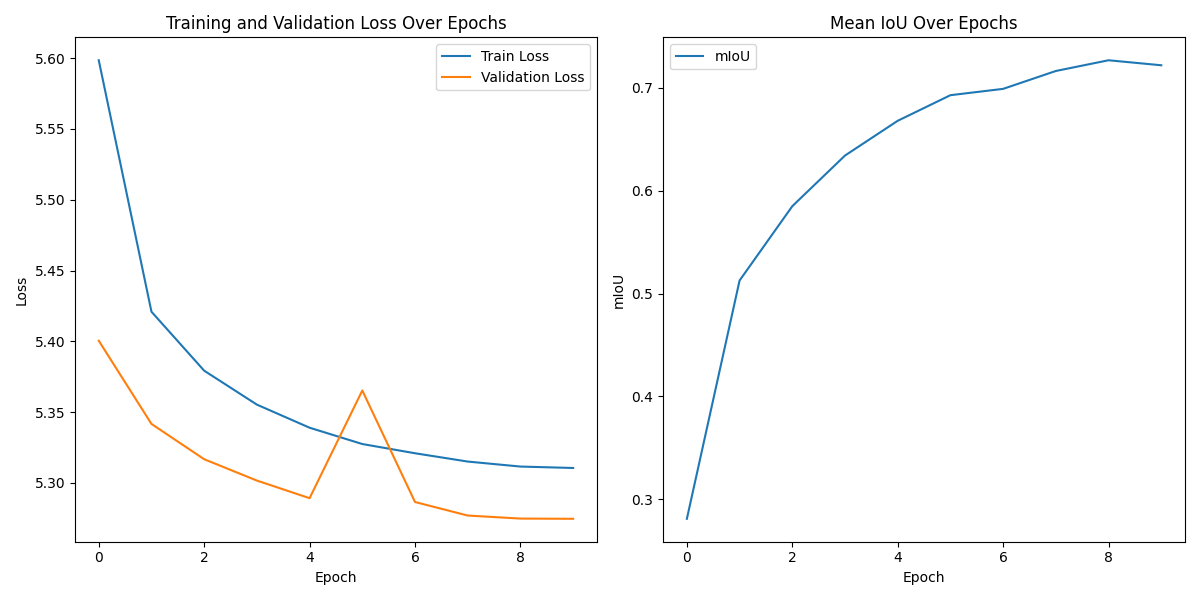 Training and Validation Loss Over Epochs
Train Loss
Validation Loss
5.60
5.55
5.50
5.45
5.40
5.35
5.30
Loss
0
2
4
6
8
Epoch
Mean IoU Over Epochs
mIoU
0.7
0.6
0.5
0.4
0.3
mIoU
0
2
4
6
8
Epoch